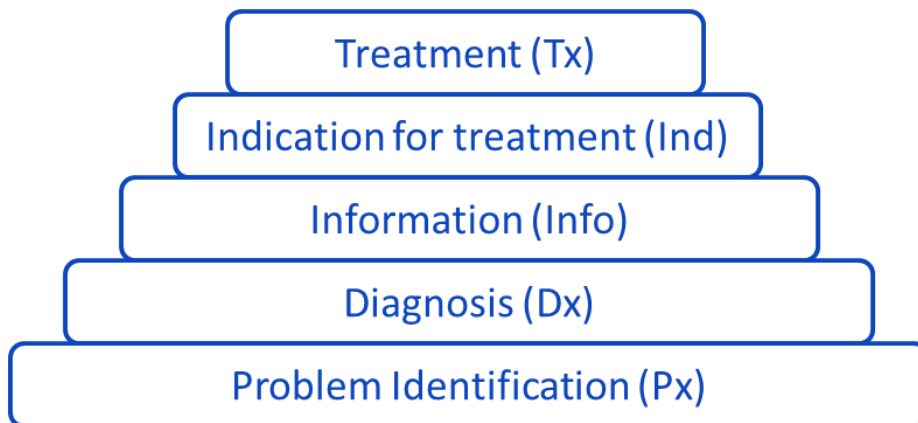 Treatment (Tx)
Indication for treatment (Ind)
Information (Info)
Diagnosis (Dx)
Problem Identification (Px)